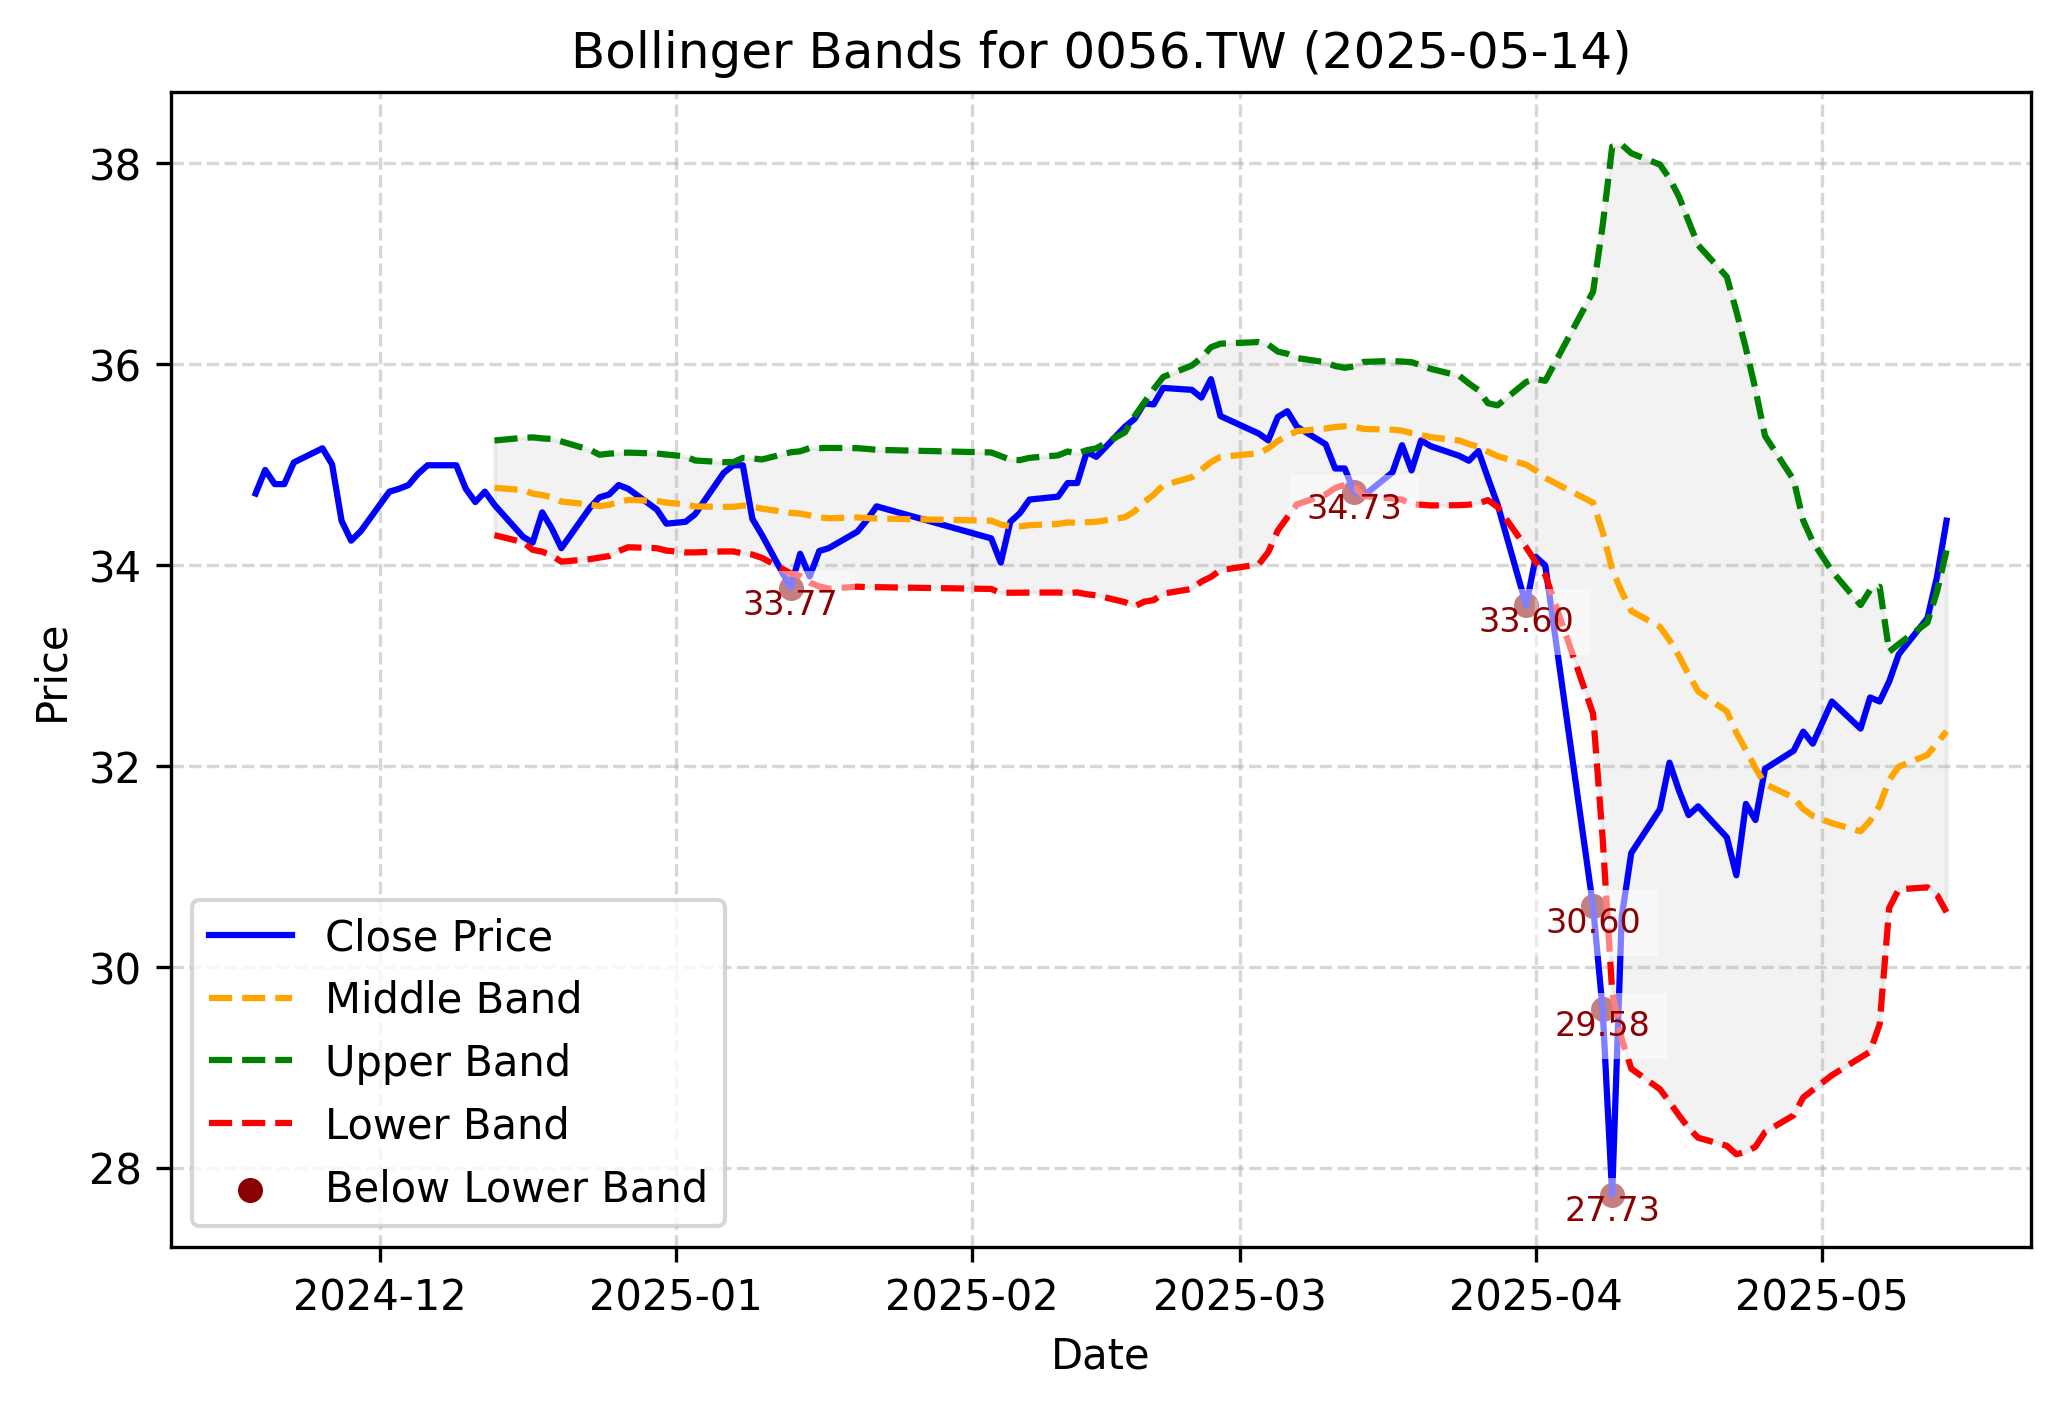 Bollinger Bands for 0056.TW (2025-05-14)
Price
38
36
34
32
30
28
34.73
33.77
33.60
30.60
29.58
27.73
Close Price
Middle Band
Upper Band
Lower Band
Below Lower Band
2024-12
2025-01
2025-02
2025-03
2025-04
2025-05
Date